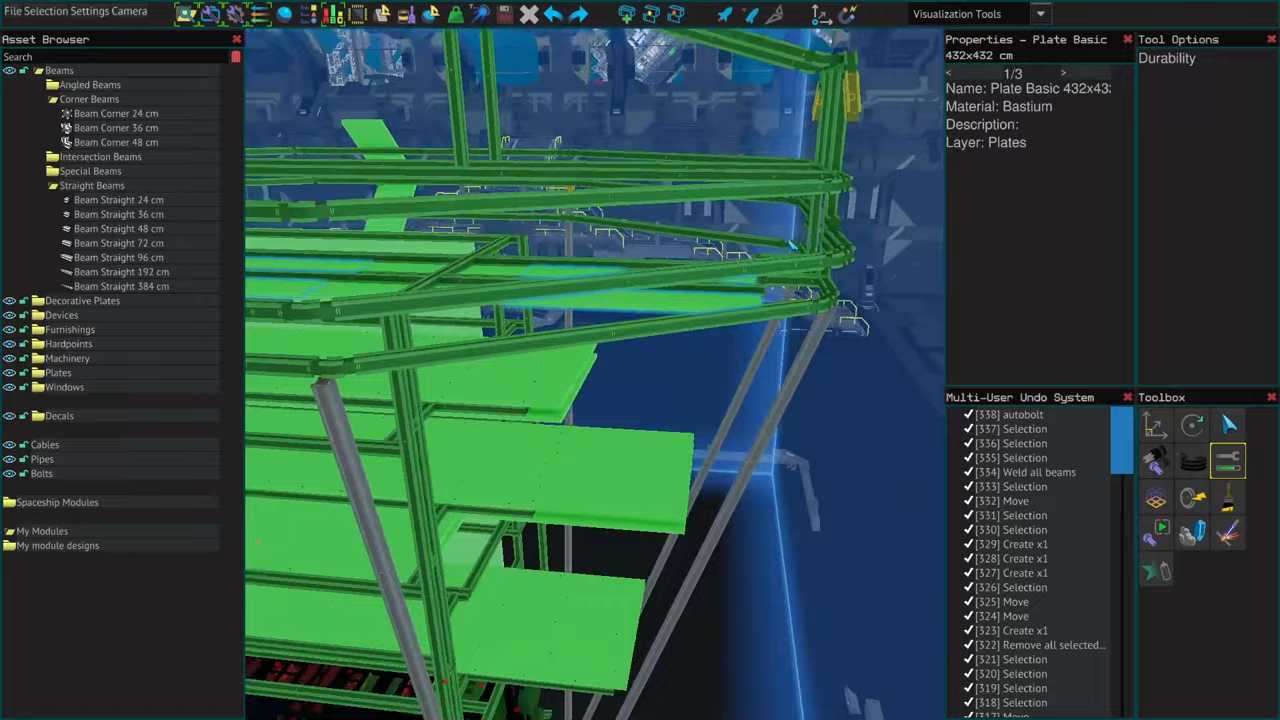 File Selection Settings Camera
Visualization Tools
Asset Browser
Search
Beams
Angled Beams
Corner Beams
Beam Corner 24 cm
Beam Corner 36 cm
Beam Corner 48 cm
Intersection Beams
Special Beams
Straight Beams
Beam Straight 24 cm
Beam Straight 36 cm
Beam Straight 48 cm
Beam Straight 72 cm
Beam Straight 96 cm
Beam Straight 192 cm
Beam Straight 384 cm
Decorative Plates
Devices
Furnishings
Hardpoints
Machinery
Plates
Windows
Decals
Cables
Pipes
Bolts
Spaceship Modules
My Modules
My module designs
Properties - Plate Basic
432x432 cm
< 1/3 >
Name: Plate Basic 432x43
Material: Bastium
Description:
Layer: Plates
Tool Options
Durability
Multi-User Undo System
[338] autobolt
[337] Selection
[336] Selection
[335] Selection
[334] Weld all beams
[333] Selection
[332] Move
[331] Selection
[330] Selection
[329] Create x1
[328] Create x1
[327] Create x1
[326] Selection
[325] Move
[324] Move
[323] Create x1
[322] Remove all selected...
[321] Selection
[320] Selection
[319] Selection
[318] Selection
[317] Move
Toolbox